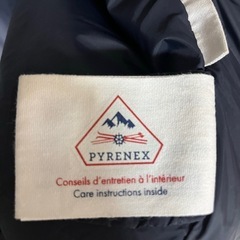 PYRENEX
Conseils d'entretien à l'intérieur
Care instructions inside